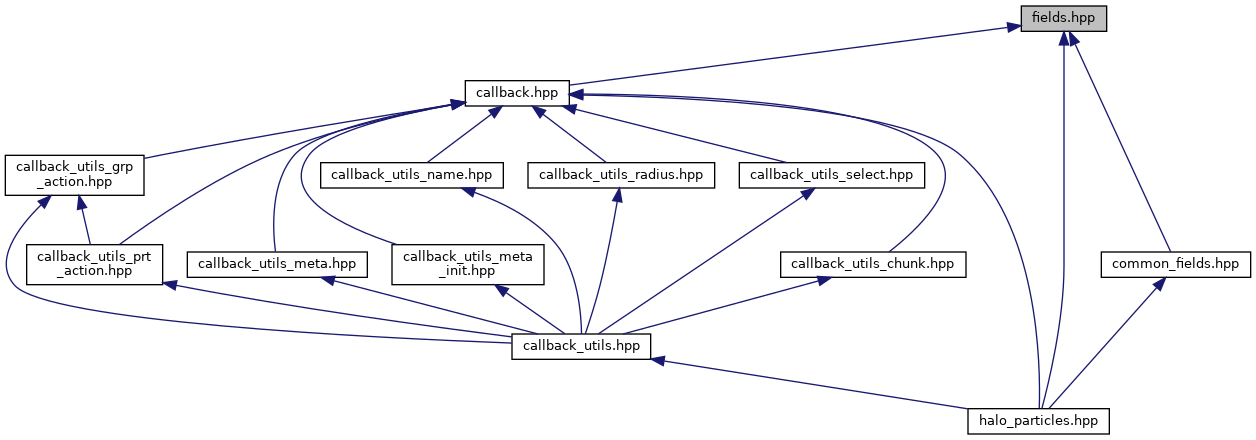 fields.hpp
callback.hpp
callback_utils_grp
_action.hpp
callback_utils_name.hpp
callback_utils_radius.hpp
callback_utils_select.hpp
callback_utils_prt
_action.hpp
callback_utils_meta.hpp
callback_utils_meta
_init.hpp
callback_utils_chunk.hpp
common_fields.hpp
callback_utils.hpp
halo_particles.hpp